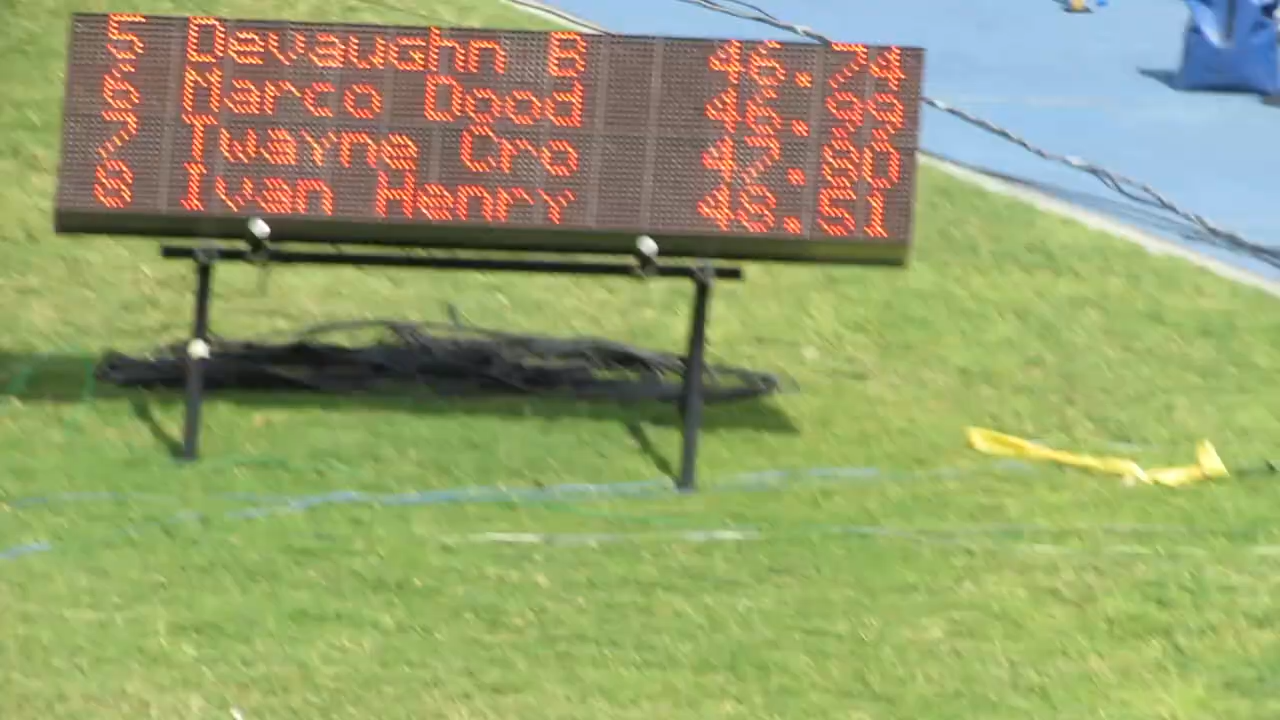 5 Devaughn B 46.74
6 Marco Dood 46.99
7 Twayne Cro 47.80
8 Ivan Henry 48.51